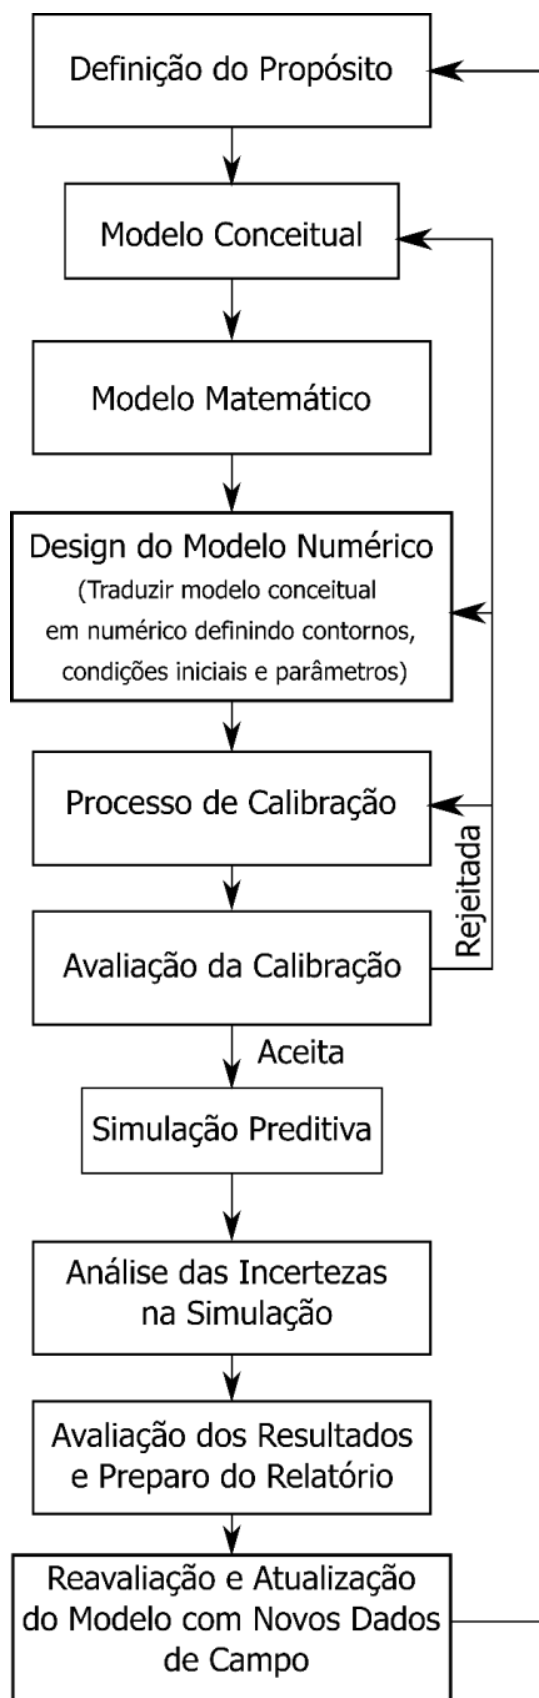 Definição do Propósito
Modelo Conceitual
Modelo Matemático
Design do Modelo Numérico
(Traduzir modelo conceitual
em numérico definindo contornos,
condições iniciais e parâmetros)
Processo de Calibração
Rejeitada
Avaliação da Calibração
Aceita
Simulação Preditiva
Análise das Incertezas
na Simulação
Avaliação dos Resultados
e Preparo do Relatório
Reavaliação e Atualização
do Modelo com Novos Dados
de Campo